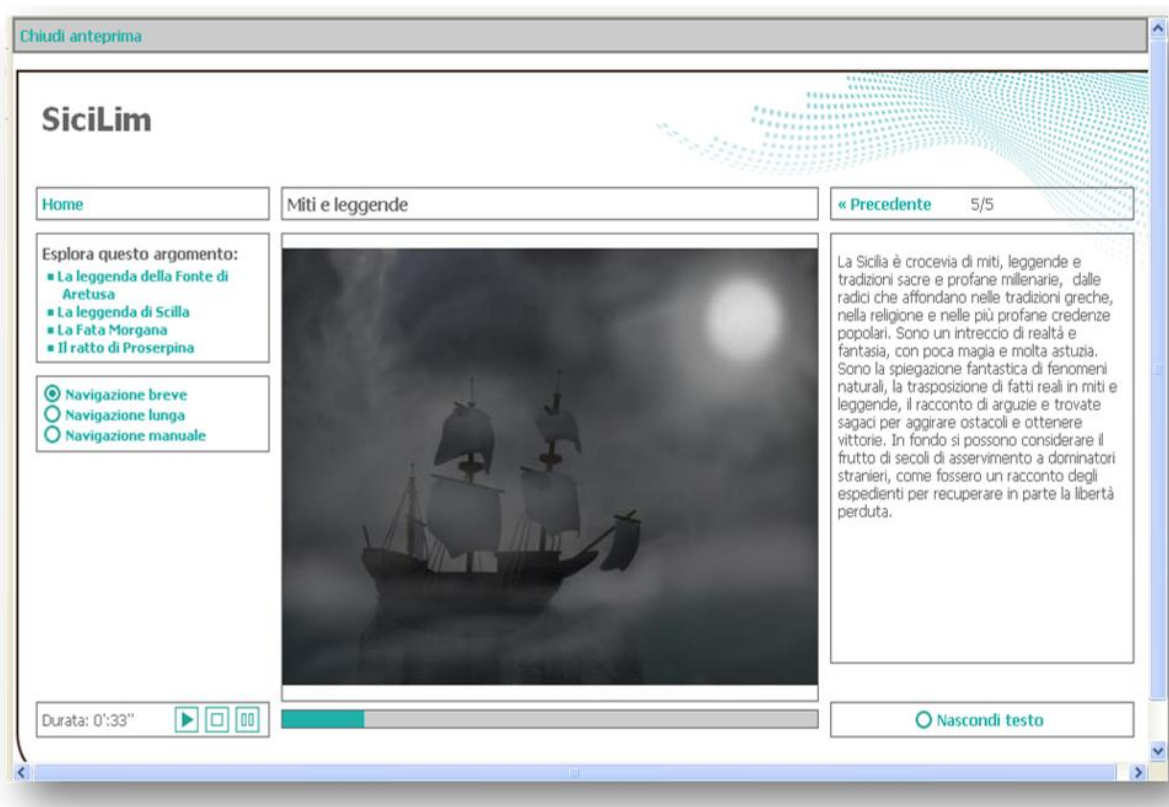 Chiudi anteprima
SiciLim
Home
Miti e leggende
« Precedente 5/5
Esplora questo argomento:
La leggenda della Fonte di
Aretusa
La leggenda di Scilla
La Fata Morgana
Il ratto di Proserpina
Navigazione breve
Navigazione lunga
Navigazione manuale
La Sicilia è crocevia di miti, leggende e
tradizioni sacre e profane millenarie, dalle
radici che affondano nelle tradizioni greche,
nella religione e nelle più profane credenze
popolari. Sono un intreccio di realtà e
fantasia, con poca magia e molta astuzia.
Sono la spiegazione fantastica di fenomeni
naturali, la trasposizione di fatti reali in miti e
leggende, il racconto di arguzie e trovate
sagaci per aggirare ostacoli e ottenere
vittorie. In fondo si possono considerare il
frutto di secoli di asservimento a dominatori
stranieri, come fossero un racconto degli
espedienti per recuperare in parte la libertà
perduta.
Durata: 0':33''
Nascondi testo